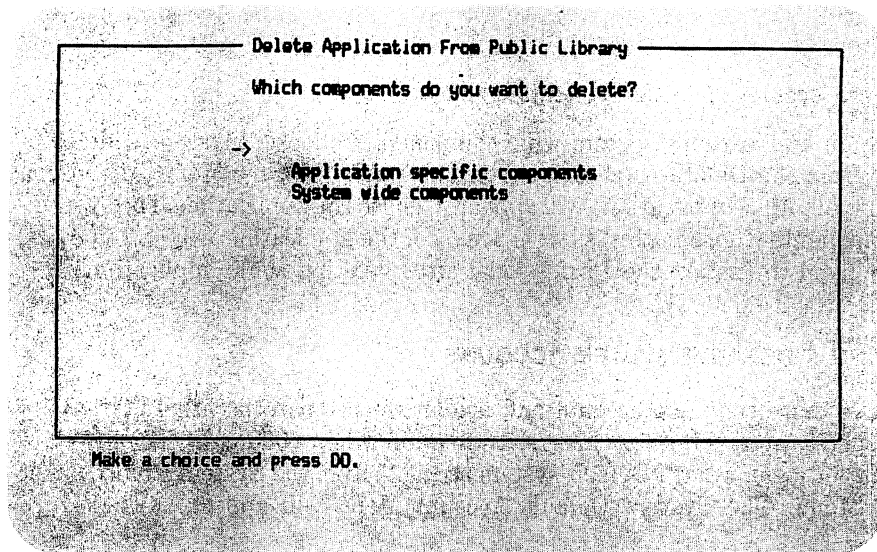 Delete Application From Public Library
Which components do you want to delete?
->
Application specific components
System wide components
Make a choice and press DO.